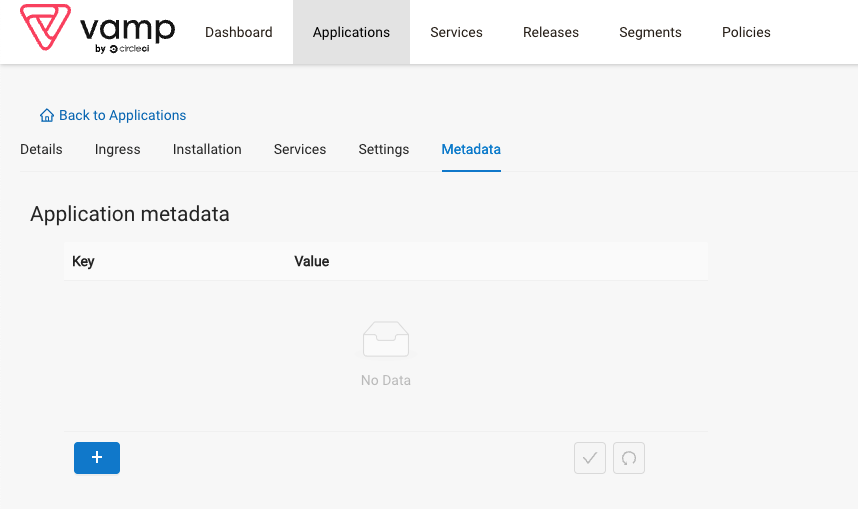 vamp
by circleci
Dashboard
Applications
Services
Releases
Segments
Policies
Back to Applications
Details
Ingress
Installation
Services
Settings
Metadata
Application metadata
Key
Value
No Data
+